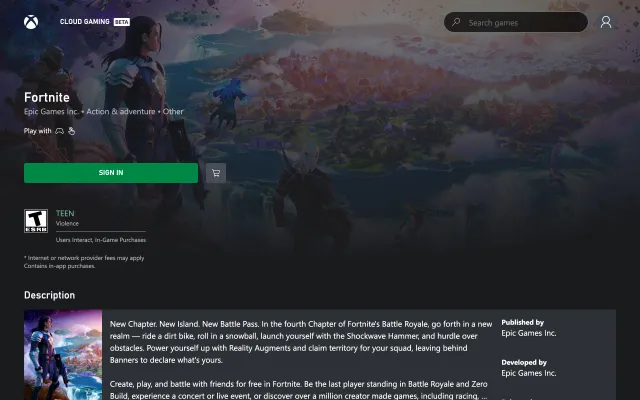 CLOUD GAMING BETA
Search games
Fortnite
Epic Games Inc. • Action & adventure • Other
Play with
SIGN IN
T
ESRB
TEEN
Violence
Users Interact, In-Game Purchases
* Internet or network provider fees may apply
Contains in-app purchases.
Description
New Chapter. New Island. New Battle Pass. In the fourth Chapter of Fortnite's Battle Royale, go forth in a new
realm — ride a dirt bike, roll in a snowball, launch yourself with the Shockwave Hammer, and hurdle over
obstacles. Power yourself up with Reality Augments and claim territory for your squad, leaving behind
Banners to declare what's yours.
Create, play, and battle with friends for free in Fortnite. Be the last player standing in Battle Royale and Zero
Build, experience a concert or live event, or discover over a million creator made games, including racing, ...
Published by
Epic Games Inc.
Developed by
Epic Games Inc.